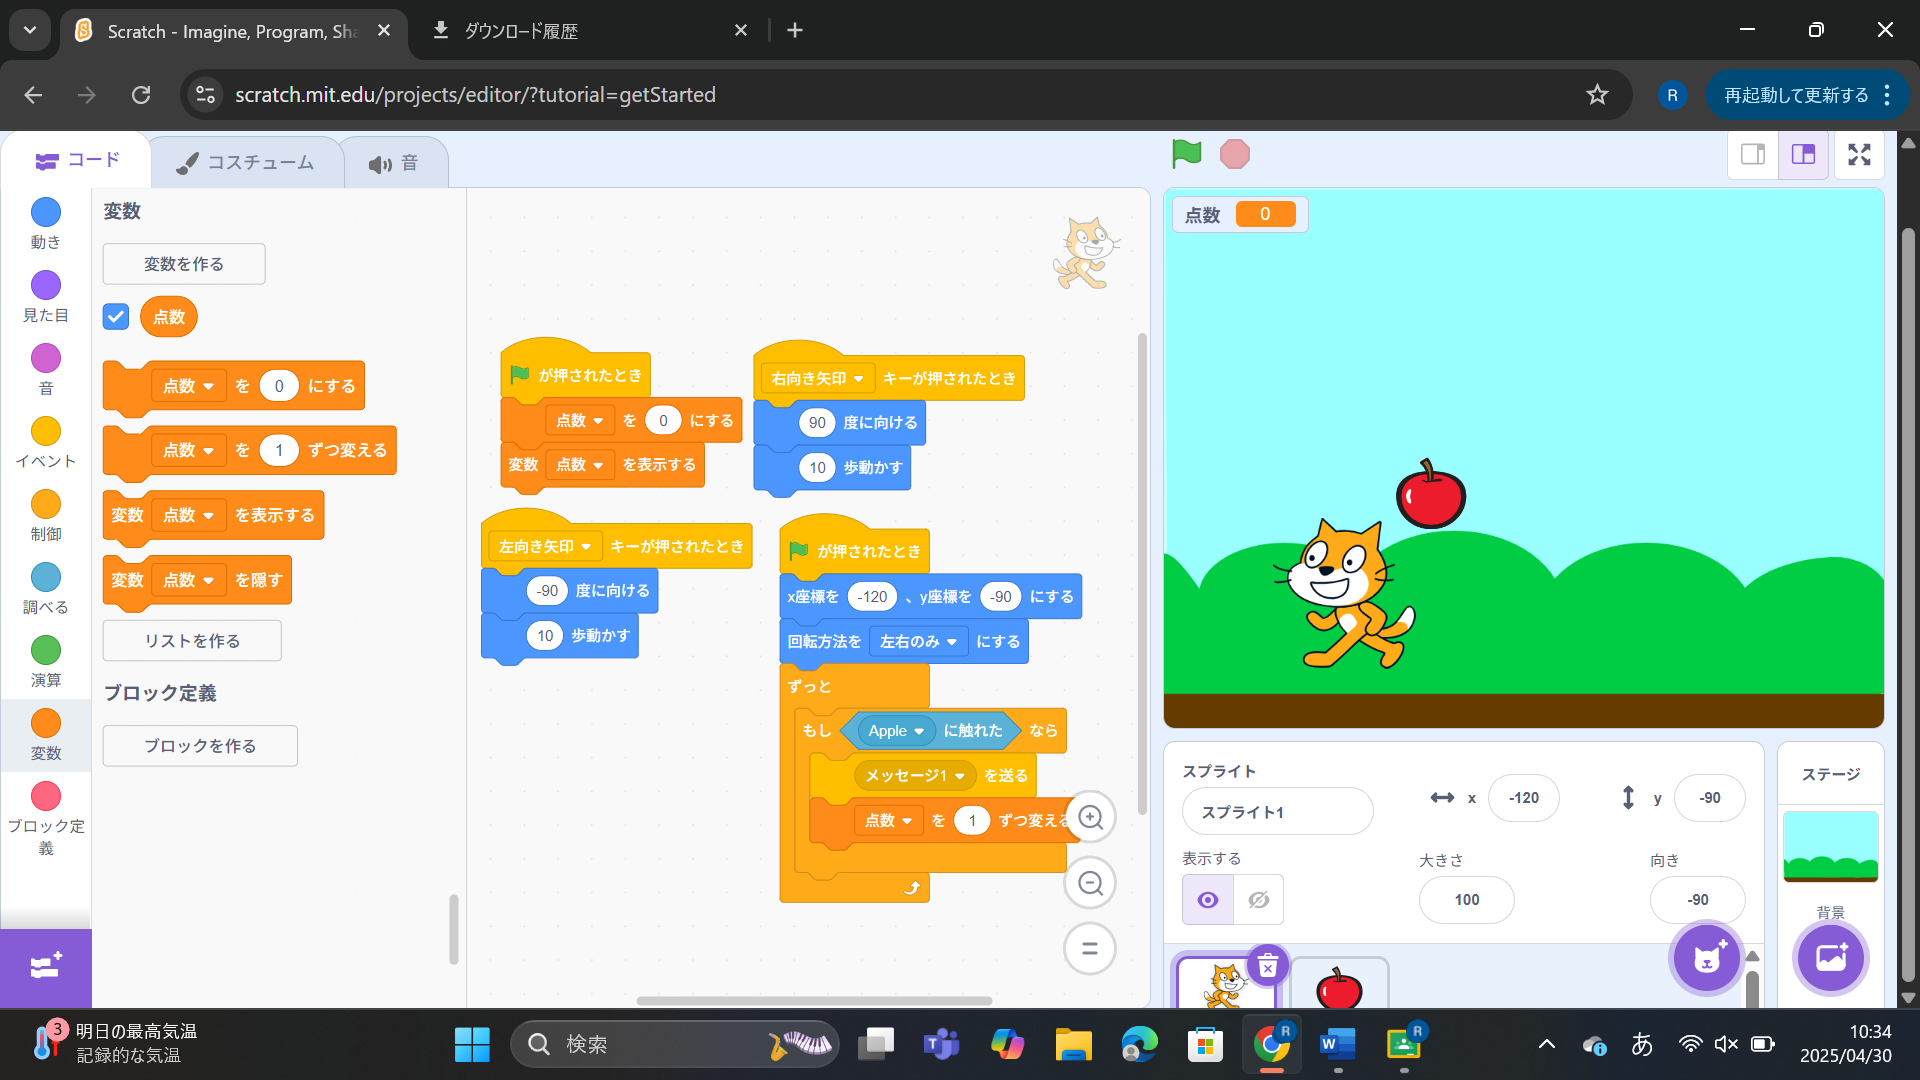 Scratch - Imagine, Program, Sha
ダウンロード履歴
scratch.mit.edu/projects/editor/?tutorial=getStarted
R
再起動して更新する
コード
コスチューム
音
動き
見た目
音
イベント
制御
調べる
演算
変数
ブロック定
義
変数
変数を作る
点数
点数 を 0 にする
点数 を 1 ずつ変える
変数 点数 を表示する
変数 点数 を隠す
リストを作る
ブロック定義
ブロックを作る
が押されたとき
点数 を 0 にする
変数 点数 を表示する
右向き矢印 キーが押されたとき
90 度に向ける
10 歩動かす
左向き矢印 キーが押されたとき
-90 度に向ける
10 歩動かす
が押されたとき
x座標を -120 、y座標を -90 にする
回転方法を 左右のみ にする
ずっと
もし Apple に触れた なら
メッセージ1 を送る
点数 を 1 ずつ変える
点数 0
スプライト
スプライト1
x -120
y -90
表示する
大きさ
100
向き
-90
ステージ
背景
3
明日の最高気温
記録的な気温
検索
あ
10:34
2025/04/30